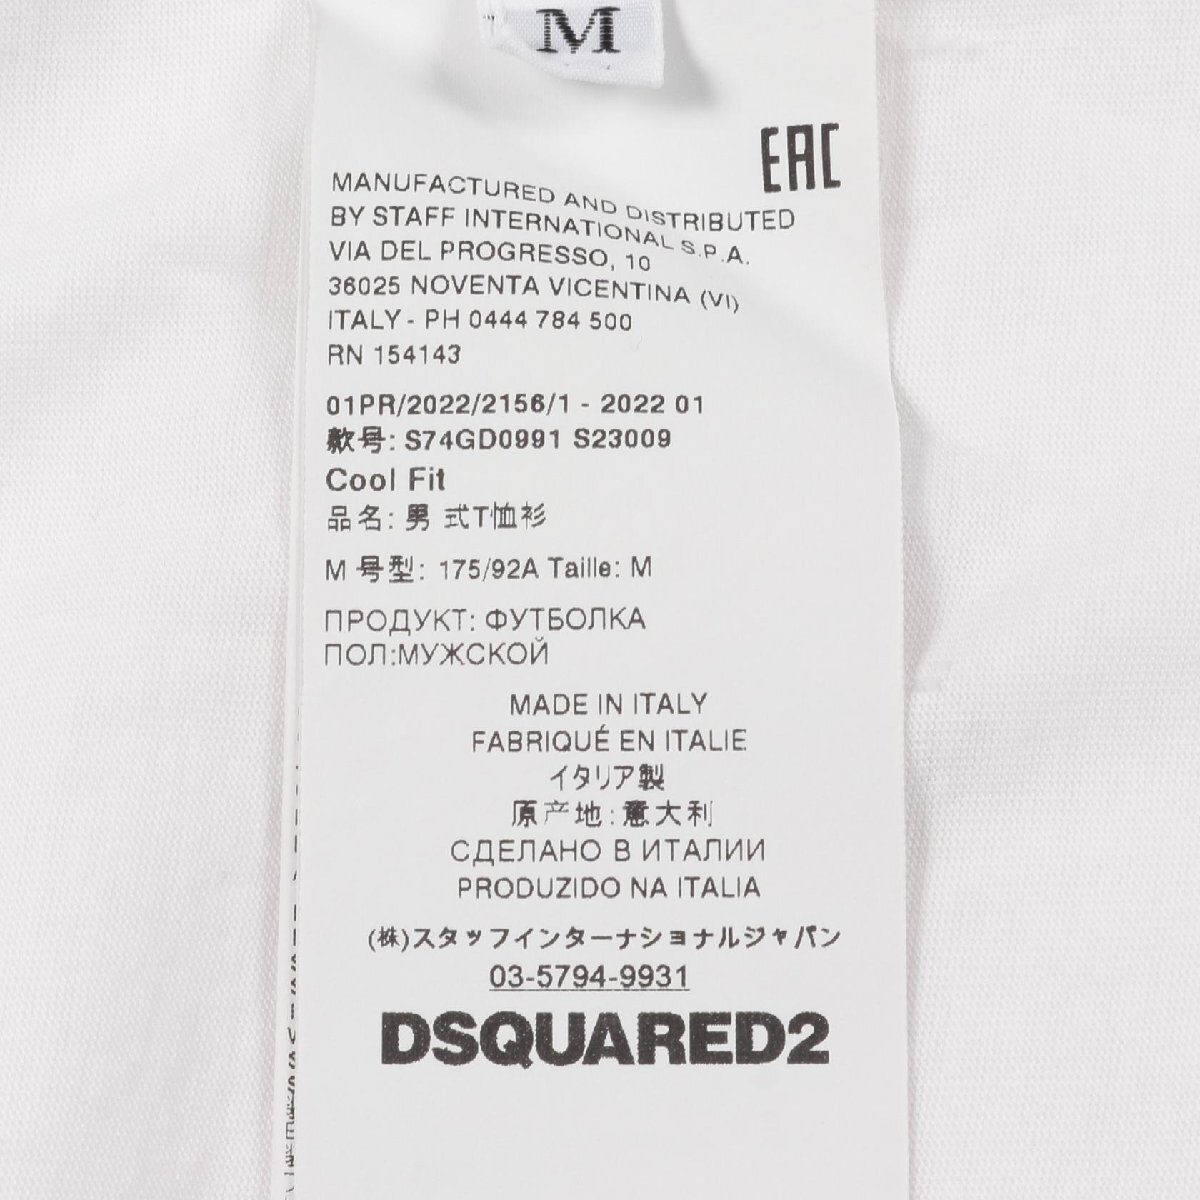 M
EAC
MANUFACTURED AND DISTRIBUTED
BY STAFF INTERNATIONAL S.P.A.
VIA DEL PROGRESSO, 10
36025 NOVENTA VICENTINA (VI)
ITALY - PH 0444 784 500
RN 154143
01PR/2022/2156/1 - 2022 01
款号: S74GD0991 S23009
Cool Fit
品名: 男 式T恤衫
M 号型: 175/92A Taille: M
ПРОДУКТ: ФУТБОЛКА
ПОЛ:МУЖСКОЙ
MADE IN ITALY
FABRIQUÉ EN ITALIE
イタリア製
原产地:意大利
СДЕЛАНО В ИТАЛИИ
PRODUZIDO NA ITALIA
(株)スタッフインターナショナルジャパン
03-5794-9931
DSQUARED2